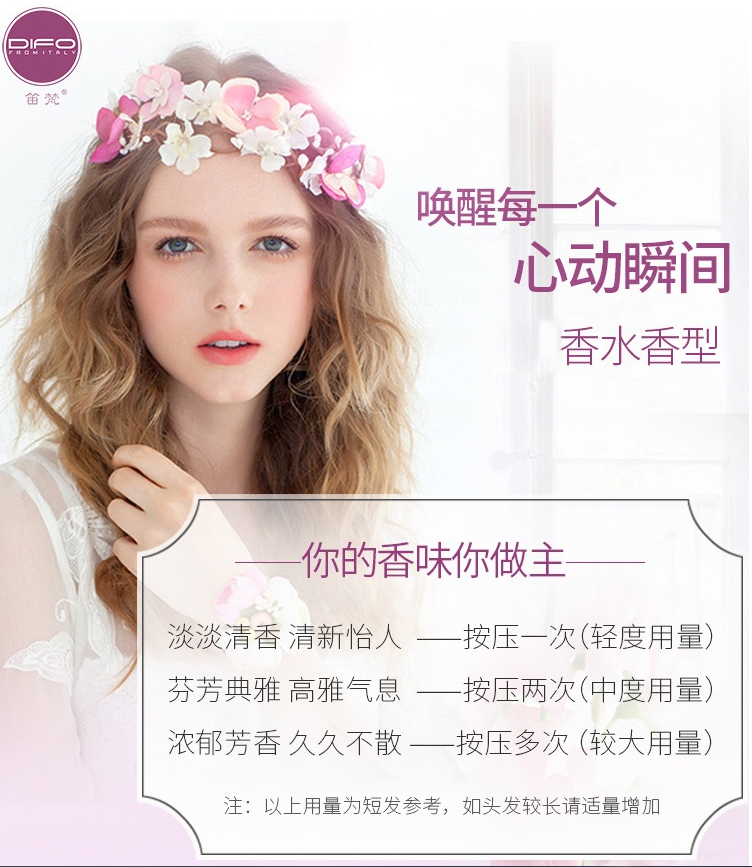 DIFO
FROM ITALY
笛梵®
唤醒每一个
心动瞬间
香水香型
你的香味你做主
淡淡清香 清新怡人 ——按压一次(轻度用量)
芬芳典雅 高雅气息 ——按压两次(中度用量)
浓郁芳香 久久不散 ——按压多次(较大用量)
注：以上用量为短发参考，如头发较长请适量增加